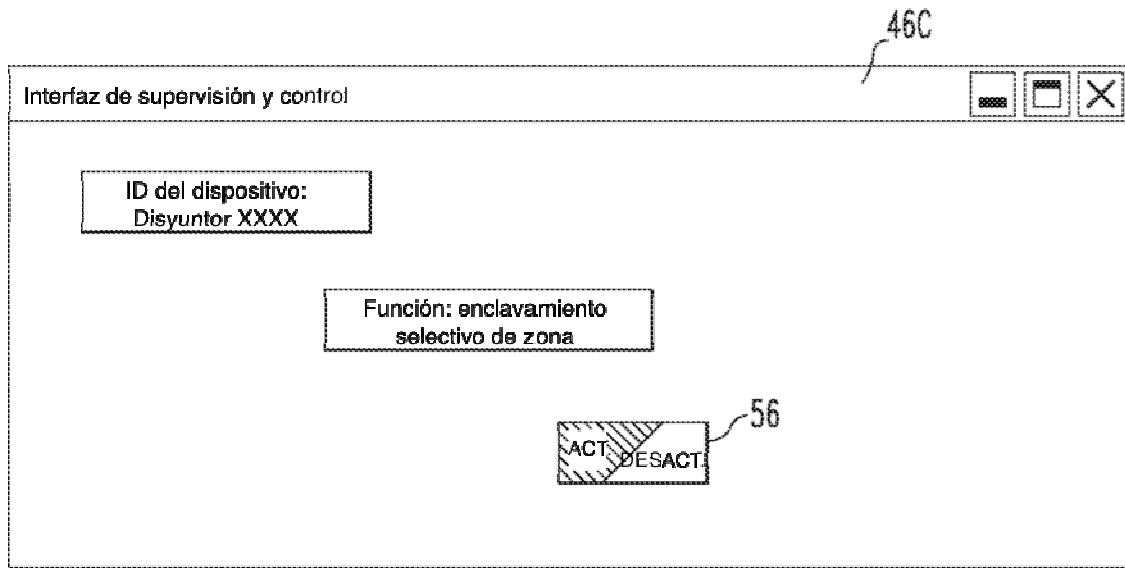 46C
Interfaz de supervisión y control
ID del dispositivo:
Disyuntor XXXX
Función: enclavamiento
selectivo de zona
56
ACT
DESACT.